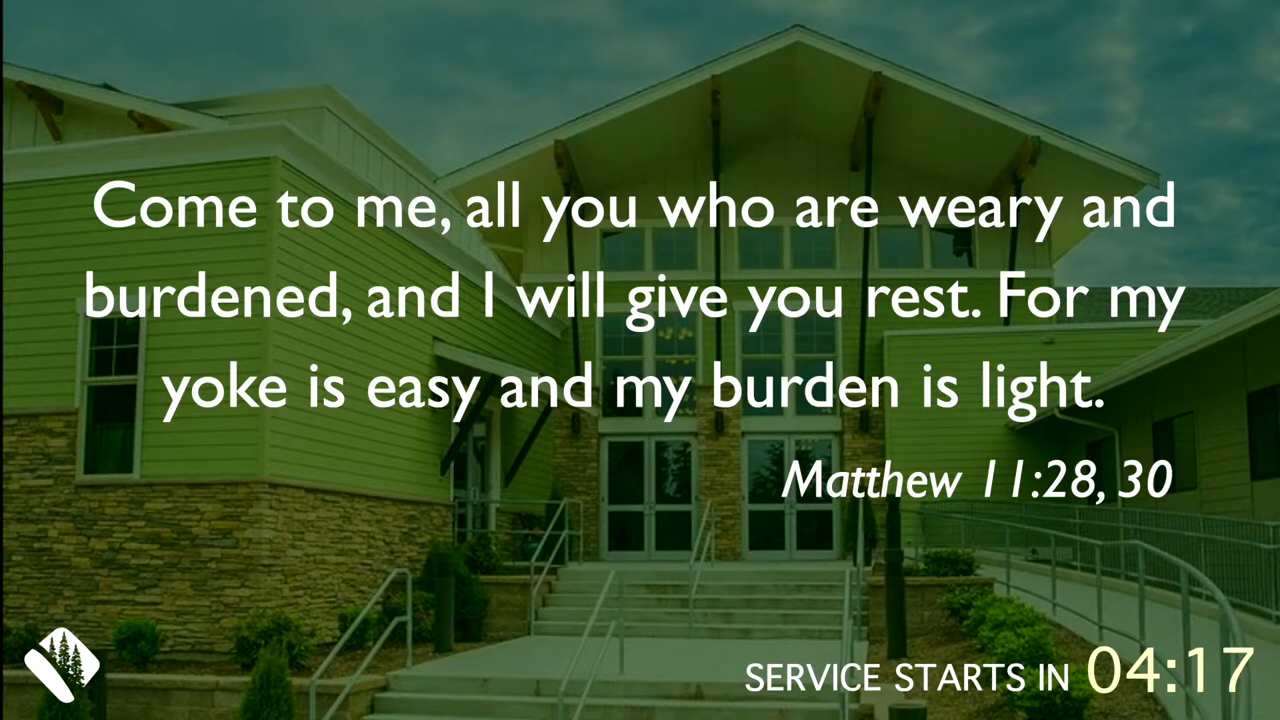 Come to me, all you who are weary and
burdened, and I will give you rest. For my
yoke is easy and my burden is light.
Matthew 11:28, 30
SERVICE STARTS IN 04:17